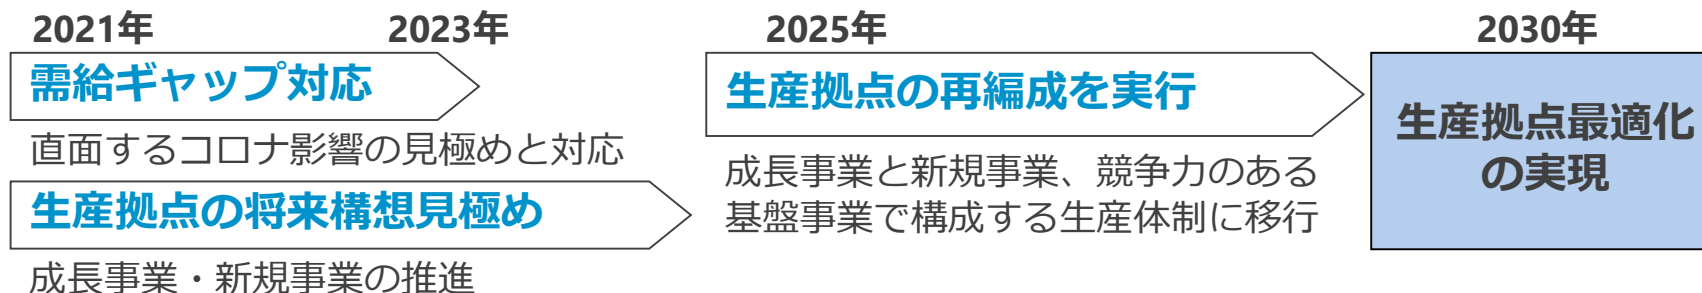 2021年
2023年
2025年
2030年
需給ギャップ対応
直面するコロナ影響の見極めと対応
生産拠点の将来構想見極め
成長事業・新規事業の推進
生産拠点の再編成を実行
成長事業と新規事業、競争力のある
基盤事業で構成する生産体制に移行
生産拠点最適化
の実現